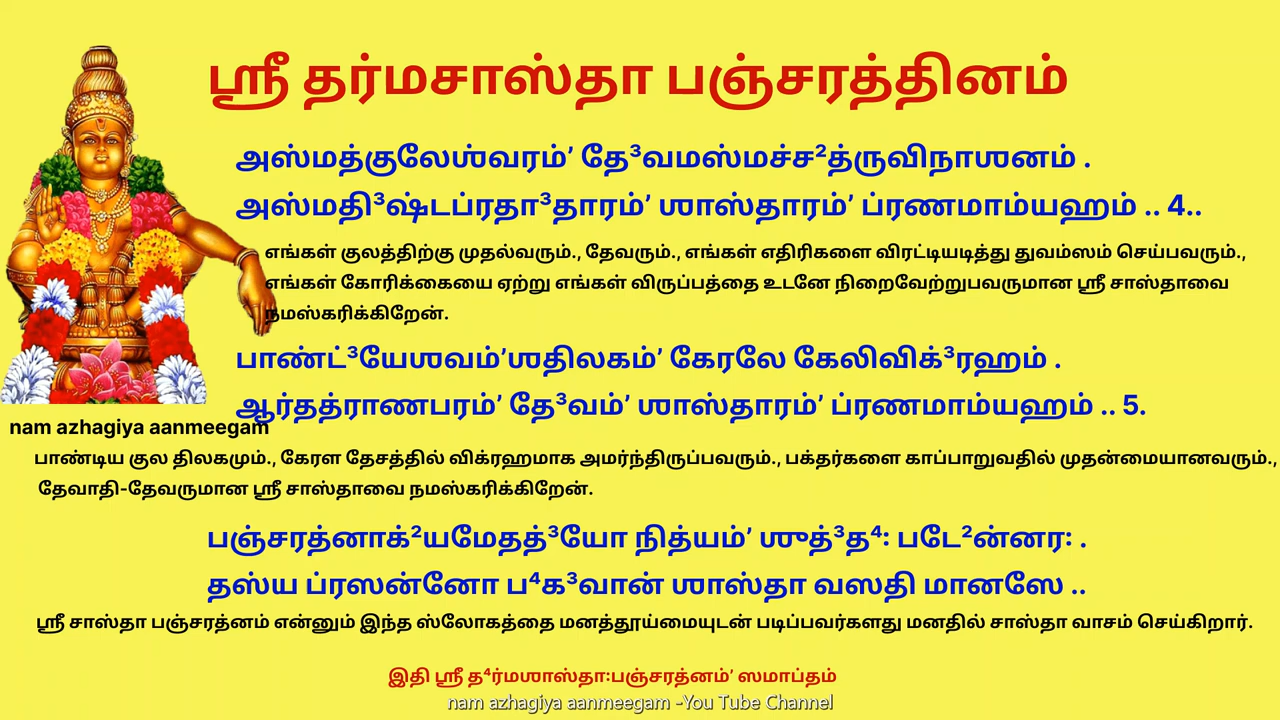 ஸ்ரீ தர்மசாஸ்தா பஞ்சரத்தினம்
அஸ்மத்குலேஶ்வரம்ʼ தே³வமஸ்மச்ச²த்ருவிநாஶனம் .
அஸ்மதி³ஷ்டப்ரதா³தாரம்ʼ ஶாஸ்தாரம்ʼ ப்ரணமாம்யஹம் .. 4..
எங்கள் குலத்திற்கு முதல்வரும்., தேவரும்., எங்கள் எதிரிகளை விரட்டியடித்து துவம்ஸம் செய்பவரும்.,
எங்கள் கோரிக்கையை ஏற்று எங்கள் விருப்பத்தை உடனே நிறைவேற்றுபவருமான ஸ்ரீ சாஸ்தாவை
நமஸ்கரிக்கிறேன்.
பாண்ட்³யேஶவம்ʼஶதிலகம்ʼ கேரலே கேலிவிக்³ரஹம் .
ஆர்தத்ராணபரம்ʼ தே³வம்ʼ ஶாஸ்தாரம்ʼ ப்ரணமாம்யஹம் .. 5.
nam azhagiya aanmeegam
பாண்டிய குல திலகமும்., கேரள தேசத்தில் விக்ரஹமாக அமர்ந்திருப்பவரும்., பக்தர்களை காப்பாறுவதில் முதன்மையானவரும்.,
தேவாதி-தேவருமான ஸ்ரீ சாஸ்தாவை நமஸ்கரிக்கிறேன்.
பஞ்சரத்னாக்²யமேதத்³யோ நித்யம்ʼ ஶுத்³த⁴꞉ படே²ன்னர꞉ .
தஸ்ய ப்ரஸன்னோ ப⁴க³வான் ஶாஸ்தா வஸதி மானஸே ..
ஸ்ரீ சாஸ்தா பஞ்சரத்னம் என்னும் இந்த ஸ்லோகத்தை மனத்தூய்மையுடன் படிப்பவர்களது மனதில் சாஸ்தா வாசம் செய்கிறார்.
இதி ஸ்ரீ த⁴ர்மஶாஸ்தா꞉பஞ்சரத்னம்ʼ ஸமாப்தம்
nam azhagiya aanmeegam -You Tube Channel